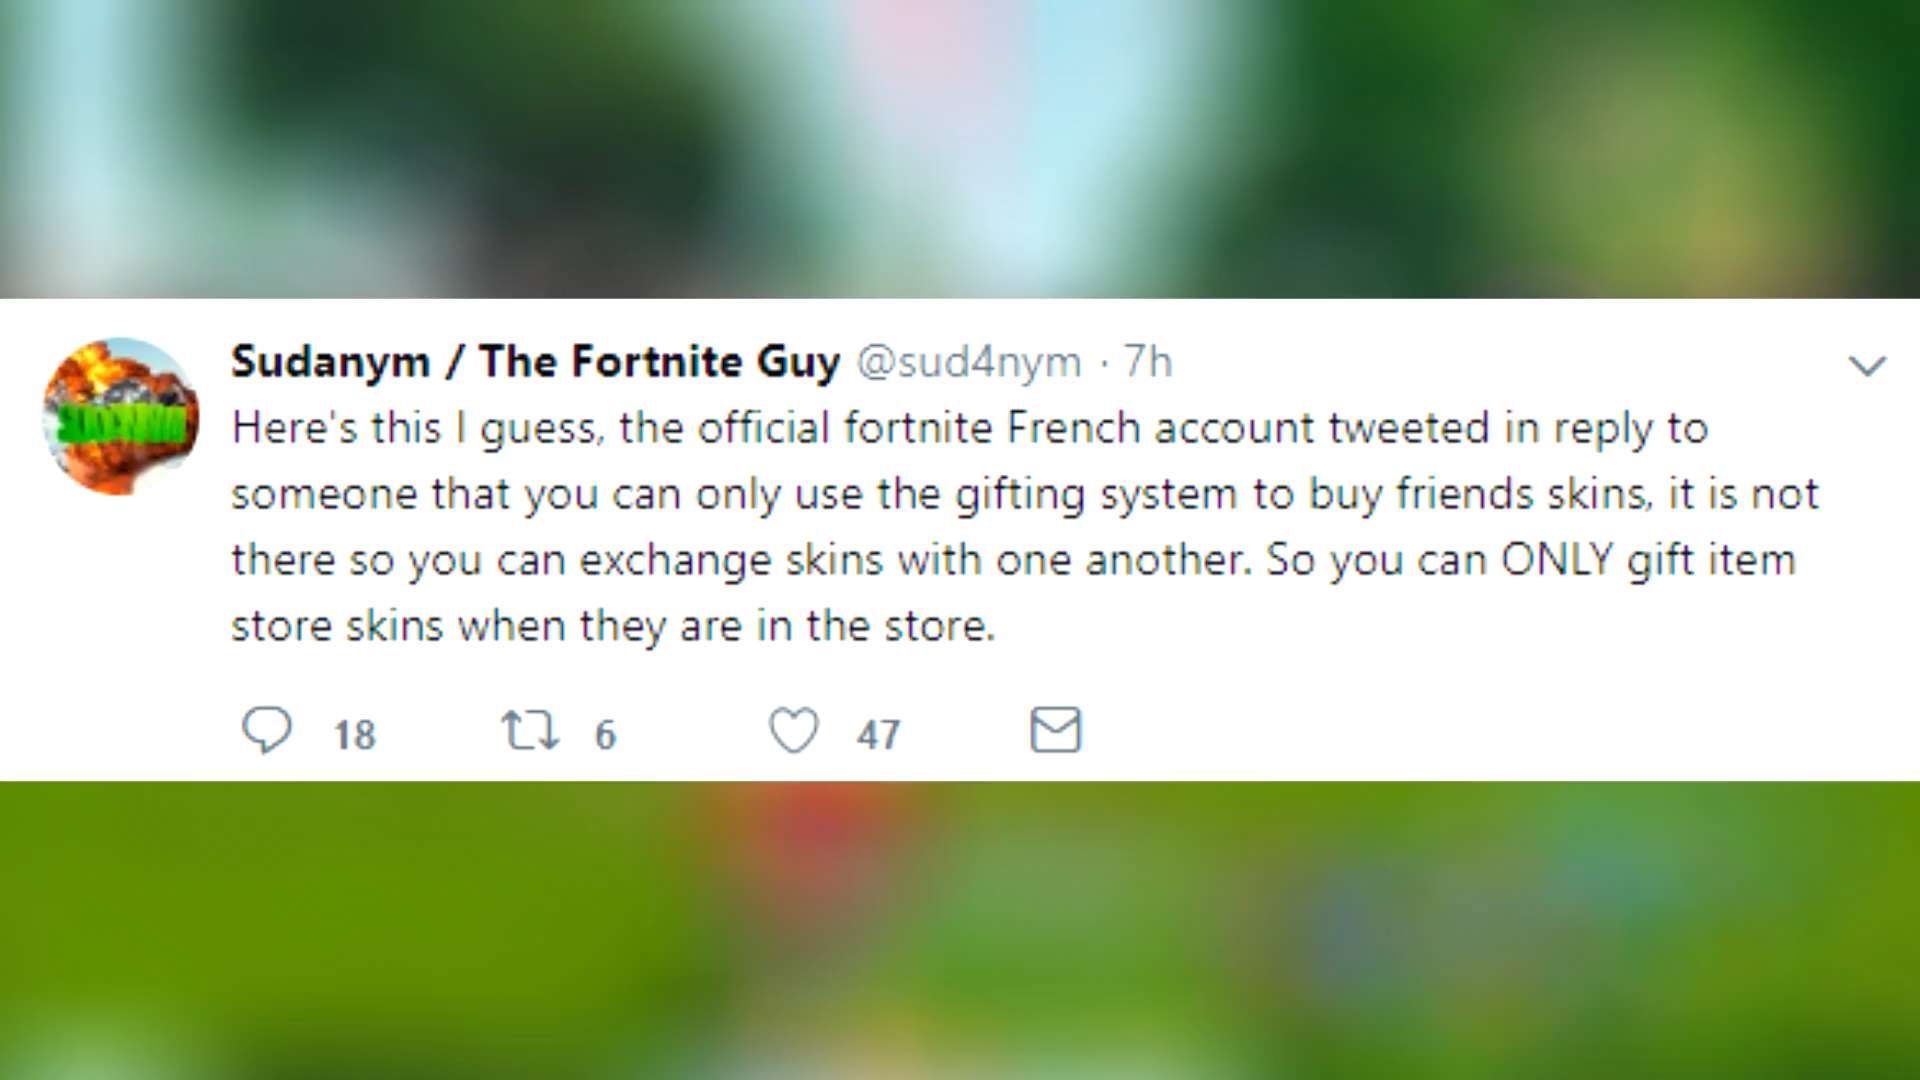 Sudanym / The Fortnite Guy @sud4nym · 7h
Here's this I guess, the official fortnite French account tweeted in reply to
someone that you can only use the gifting system to buy friends skins, it is not
there so you can exchange skins with one another. So you can ONLY gift item
store skins when they are in the store.
18 6 47